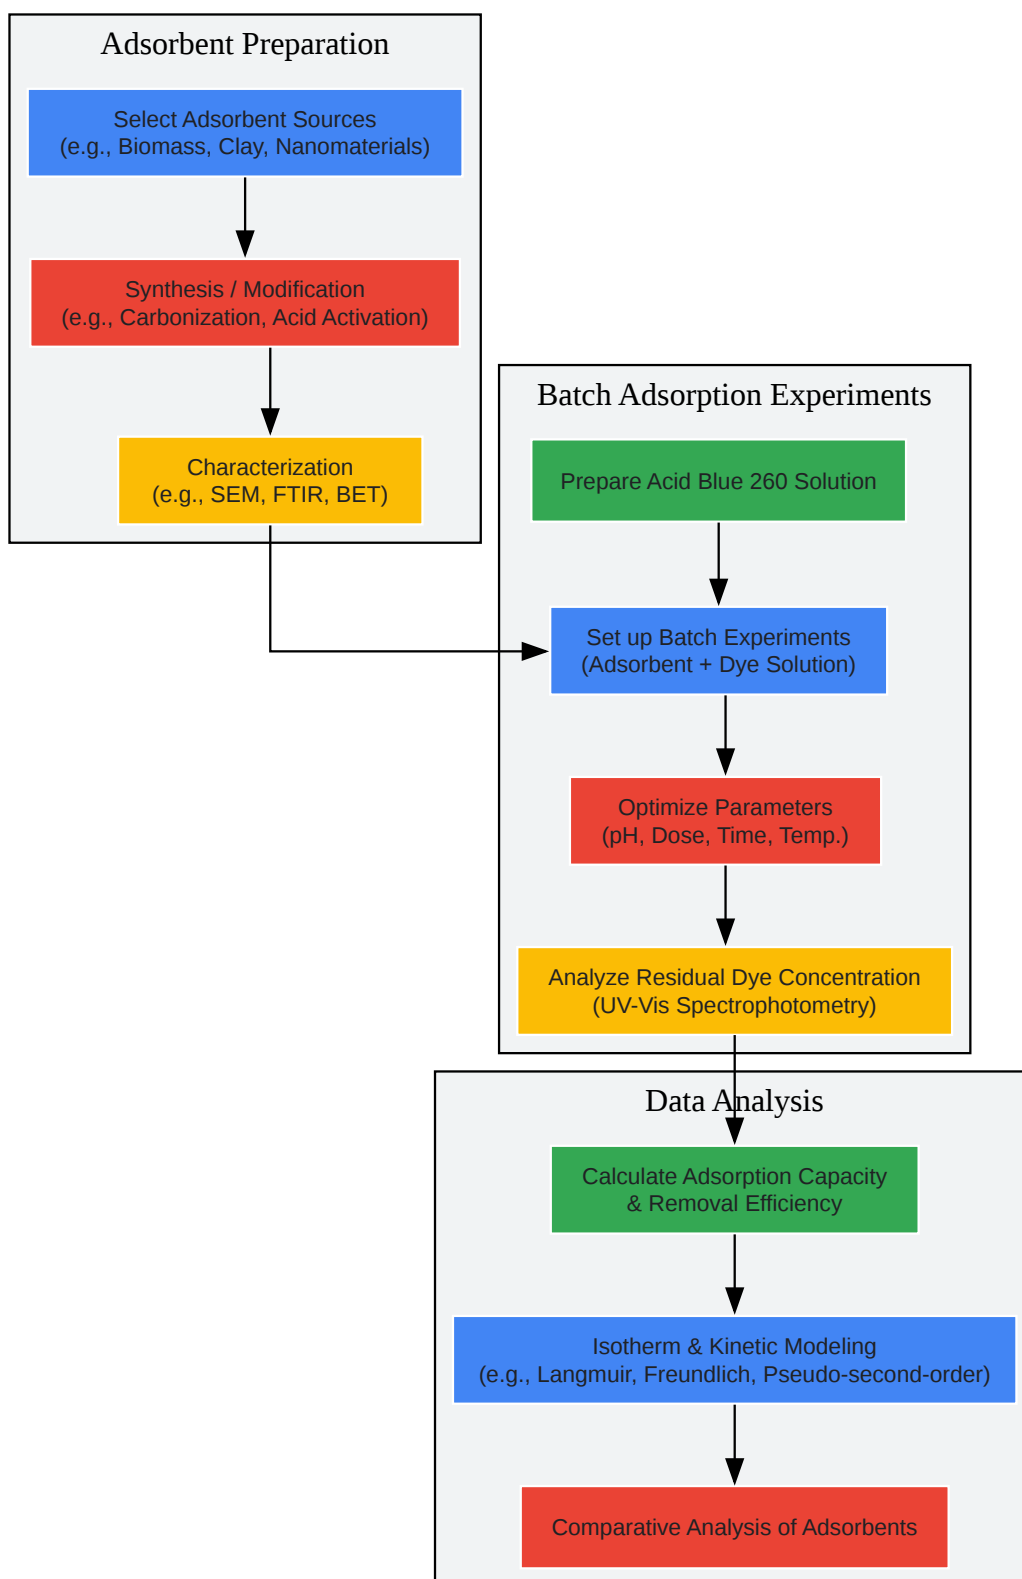 Adsorbent Preparation
Select Adsorbent Sources
(e.g., Biomass, Clay, Nanomaterials)
Synthesis / Modification
(e.g., Carbonization, Acid Activation)
Characterization
(e.g., SEM, FTIR, BET)
Batch Adsorption Experiments
Prepare Acid Blue 260 Solution
Set up Batch Experiments
(Adsorbent + Dye Solution)
Optimize Parameters
(pH, Dose, Time, Temp.)
Analyze Residual Dye Concentration
(UV-Vis Spectrophotometry)
Data Analysis
Calculate Adsorption Capacity
& Removal Efficiency
Isotherm & Kinetic Modeling
(e.g., Langmuir, Freundlich, Pseudo-second-order)
Comparative Analysis of Adsorbents